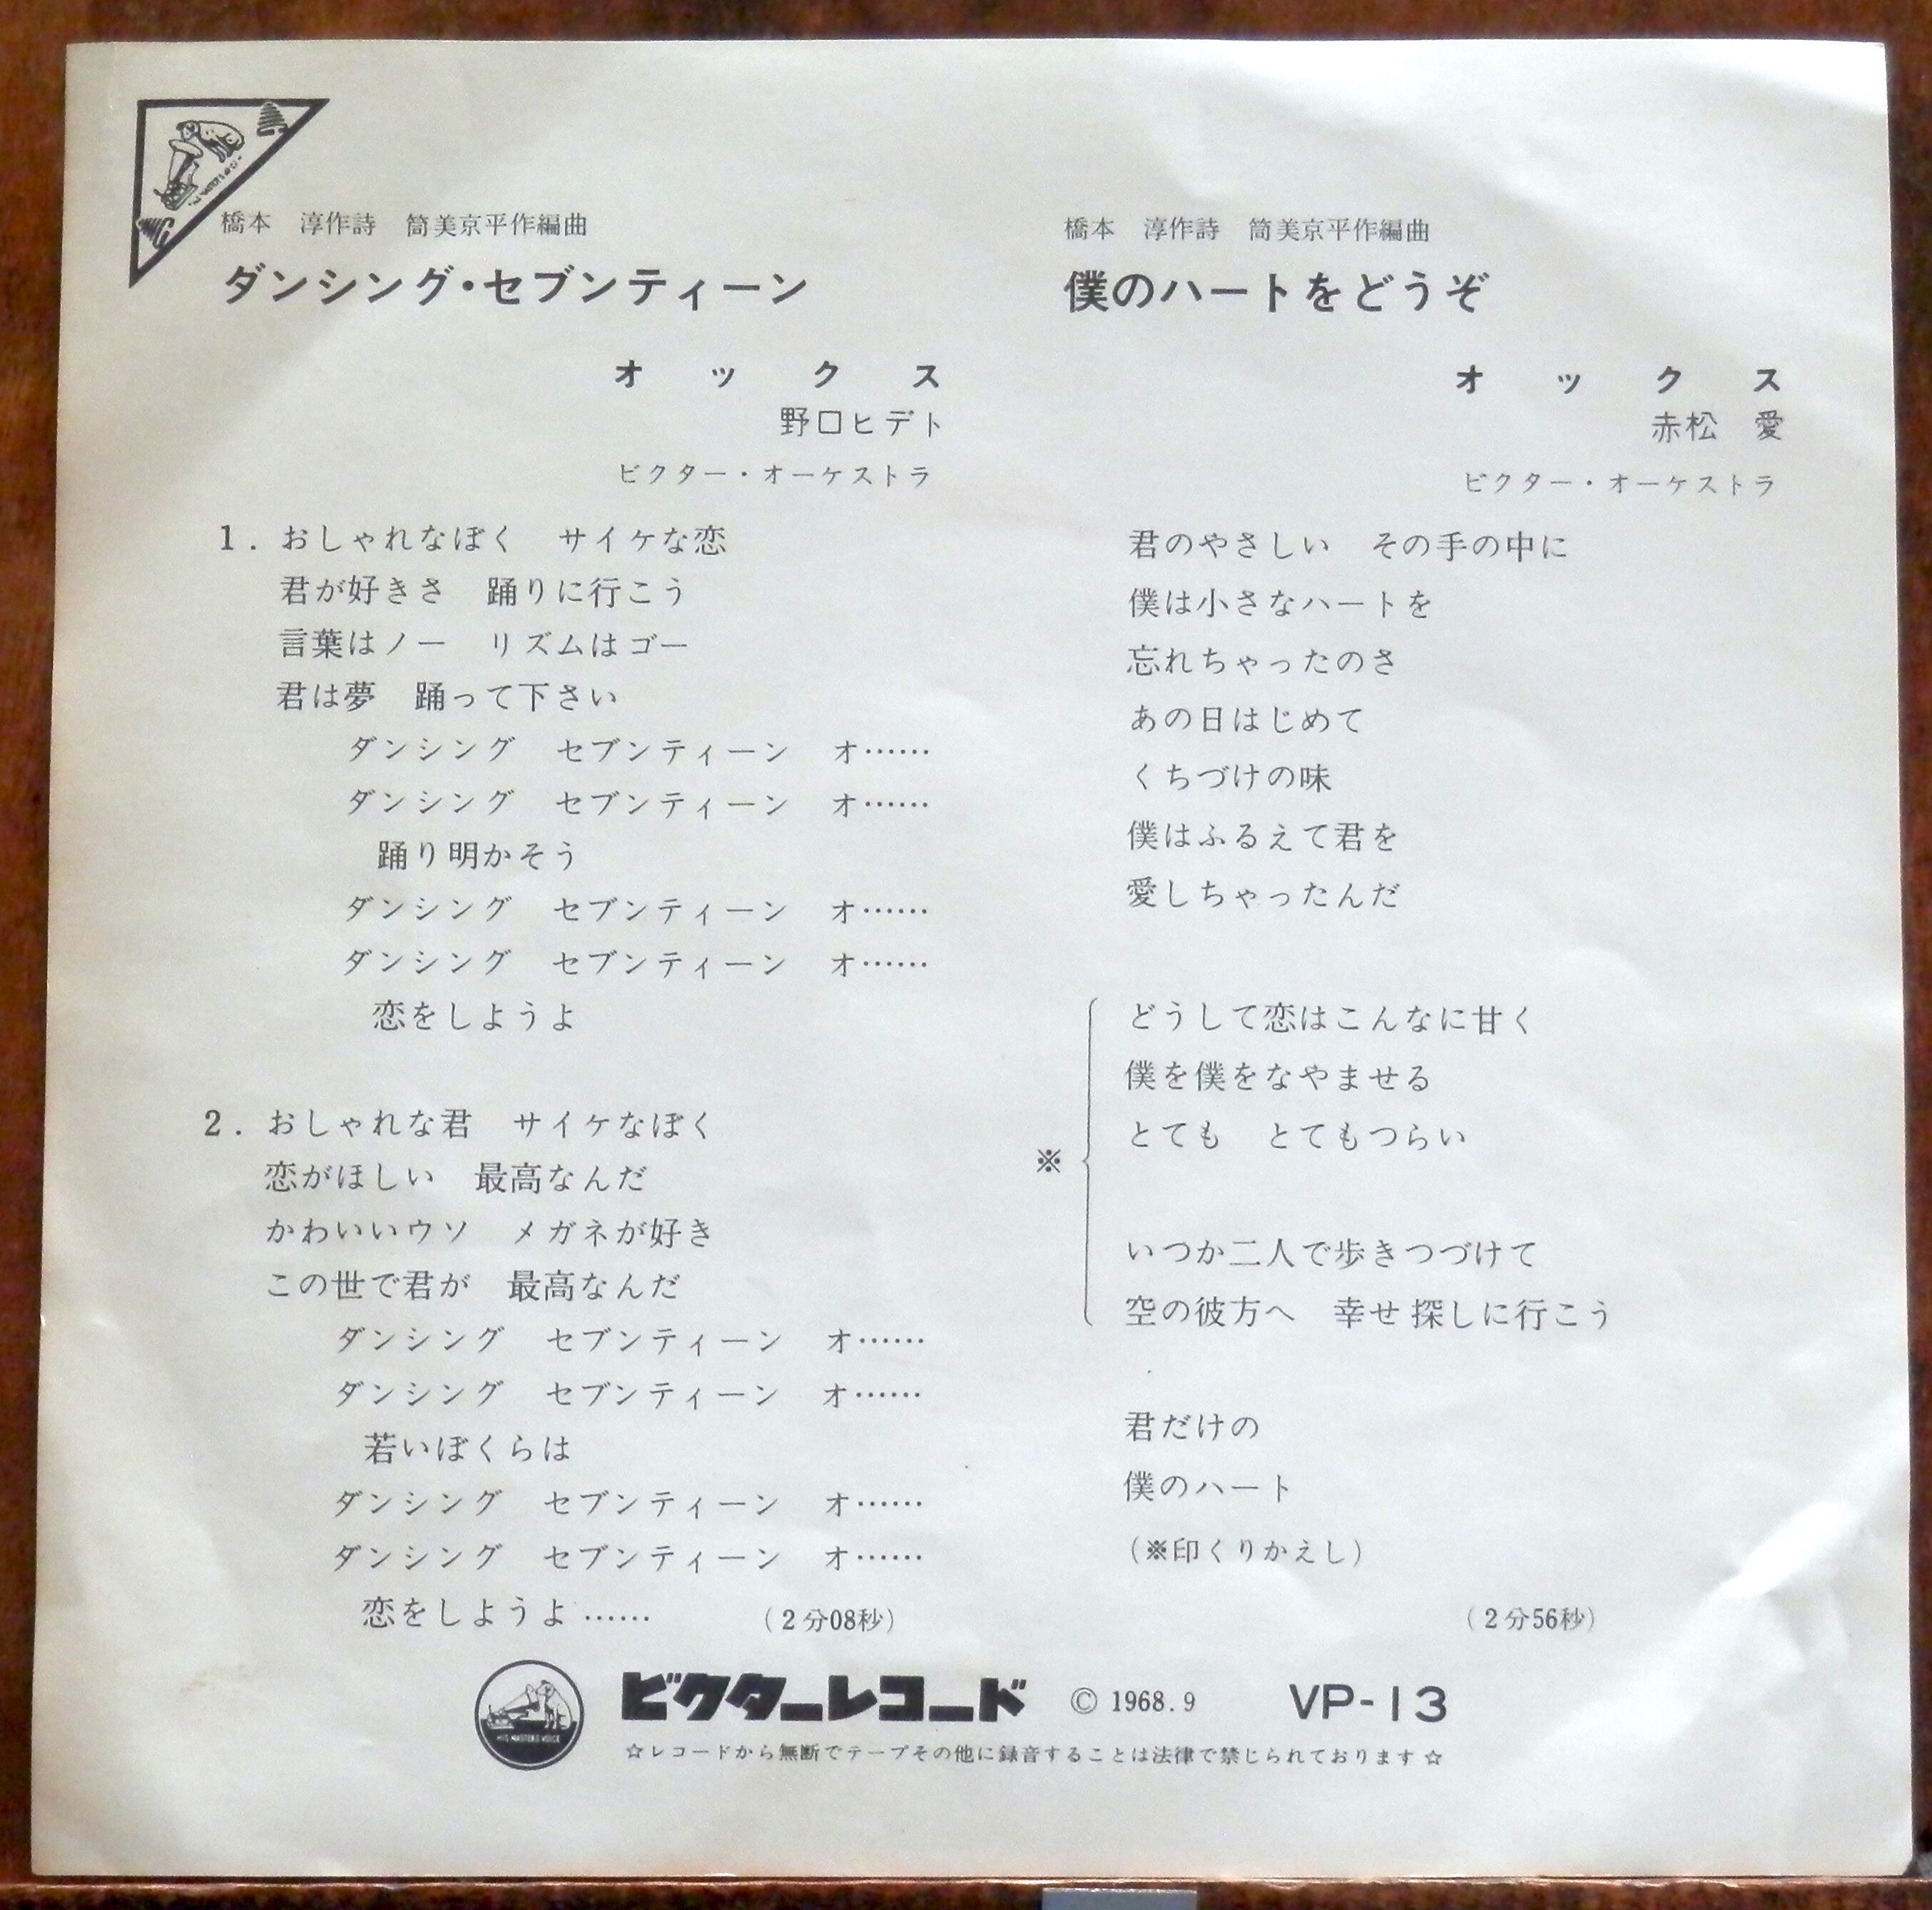 橋本　淳作詩　筒美京平作編曲
ダンシング・セブンティーン
オックス
野口ヒデト
ビクター・オーケストラ
1. おしゃれなぼく　サイケな恋
君が好きさ　踊りに行こう
言葉はノー　リズムはゴー
君は夢　踊って下さい
ダンシング　セブンティーン　オ……
ダンシング　セブンティーン　オ……
踊り明かそう
ダンシング　セブンティーン　オ……
ダンシング　セブンティーン　オ……
恋をしようよ
2. おしゃれな君　サイケなぼく
恋がほしい　最高なんだ
かわいいウソ　メガネが好き
この世で君が　最高なんだ
ダンシング　セブンティーン　オ……
ダンシング　セブンティーン　オ……
若いぼくらは
ダンシング　セブンティーン　オ……
ダンシング　セブンティーン　オ……
恋をしようよ……　（2分08秒）
橋本　淳作詩　筒美京平作編曲
僕のハートをどうぞ
オックス
赤松　愛
ビクター・オーケストラ
君のやさしい　その手の中に
僕は小さなハートを
忘れちゃったのさ
あの日はじめて
くちづけの味
僕はふるえて君を
愛しちゃったんだ
どうして恋はこんなに甘く
僕を僕をなやませる
とても　とてもつらい
※
いつか二人で歩きつづけて
空の彼方へ　幸せ探しに行こう
君だけの
僕のハート
（※印くりかえし）
（2分56秒）
HIS MASTERS VOICE
ビクターレコード　© 1968.9　VP-13
☆レコードから無断でテープその他に録音することは法律で禁じられております☆